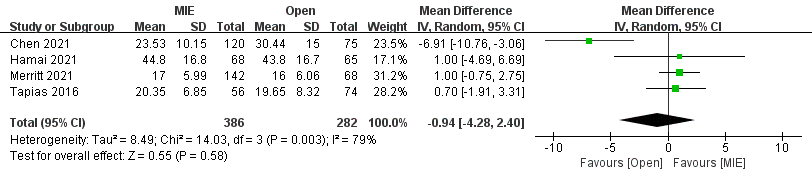 MIE Open Mean Difference Mean Difference
Study or Subgroup Mean SD Total Mean SD Total Weight IV, Random, 95% CI IV, Random, 95% CI
Chen 2021 23.53 10.15 120 30.44 15 75 23.5% -6.91 [-10.76, -3.06]
Hamai 2021 44.8 16.8 68 43.8 16.7 65 17.1% 1.00 [-4.69, 6.69]
Merritt 2021 17 5.99 142 16 6.06 68 31.2% 1.00 [-0.75, 2.75]
Tapias 2016 20.35 6.85 56 19.65 8.32 74 28.2% 0.70 [-1.91, 3.31]
Total (95% CI) 386 282 100.0% -0.94 [-4.28, 2.40]
Heterogeneity: Tau² = 8.49; Chi² = 14.03, df = 3 (P = 0.003); I² = 79%
Test for overall effect: Z = 0.55 (P = 0.58)
-10 -5 0 5 10
Favours [Open] Favours [MIE]